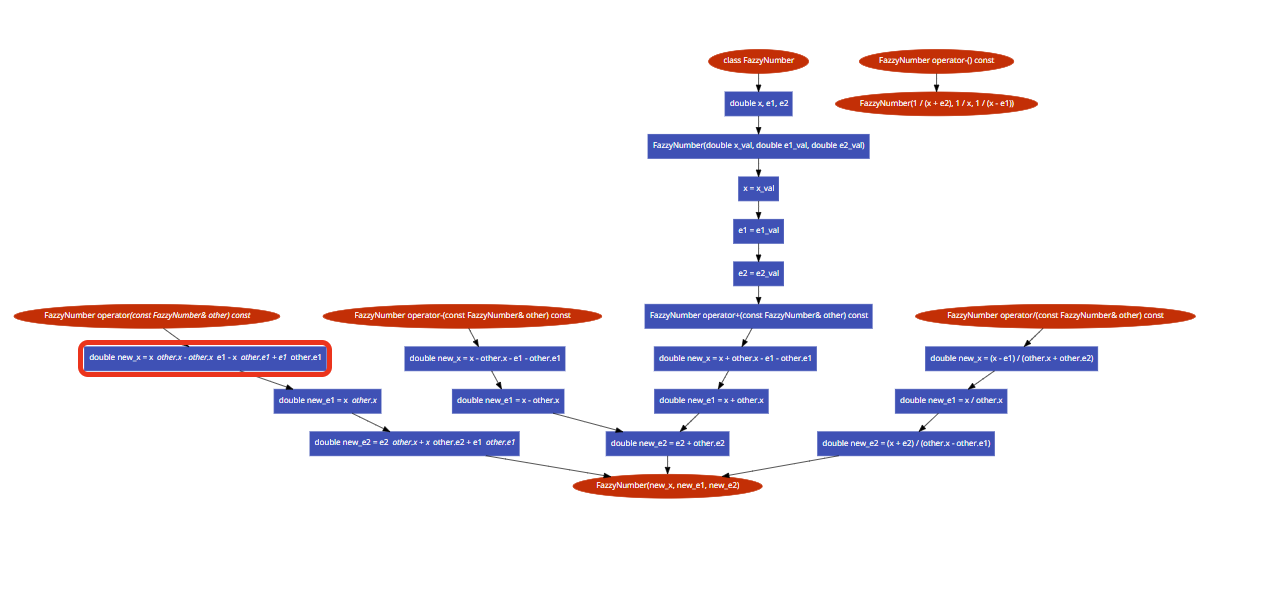 class FazzyNumber
FazzyNumber operator-() const
double x, e1, e2
FazzyNumber(1 / (x + e2), 1 / x, 1 / (x - e1))
FazzyNumber(double x_val, double e1_val, double e2_val)
x = x_val
e1 = e1_val
e2 = e2_val
FazzyNumber operator(const FazzyNumber& other) const
FazzyNumber operator-(const FazzyNumber& other) const
FazzyNumber operator+(const FazzyNumber& other) const
FazzyNumber operator/(const FazzyNumber& other) const
double new_x = x other.x - other.x e1 - x other.e1 + e1 other.e1
double new_x = x - other.x - e1 - other.e1
double new_x = x + other.x - e1 - other.e1
double new_x = (x - e1) / (other.x + other.e2)
double new_e1 = x other.x
double new_e1 = x - other.x
double new_e1 = x + other.x
double new_e1 = x / other.x
double new_e2 = e2 other.x + x other.e2 + e1 other.e1
double new_e2 = e2 + other.e2
double new_e2 = (x + e2) / (other.x - other.e1)
FazzyNumber(new_x, new_e1, new_e2)